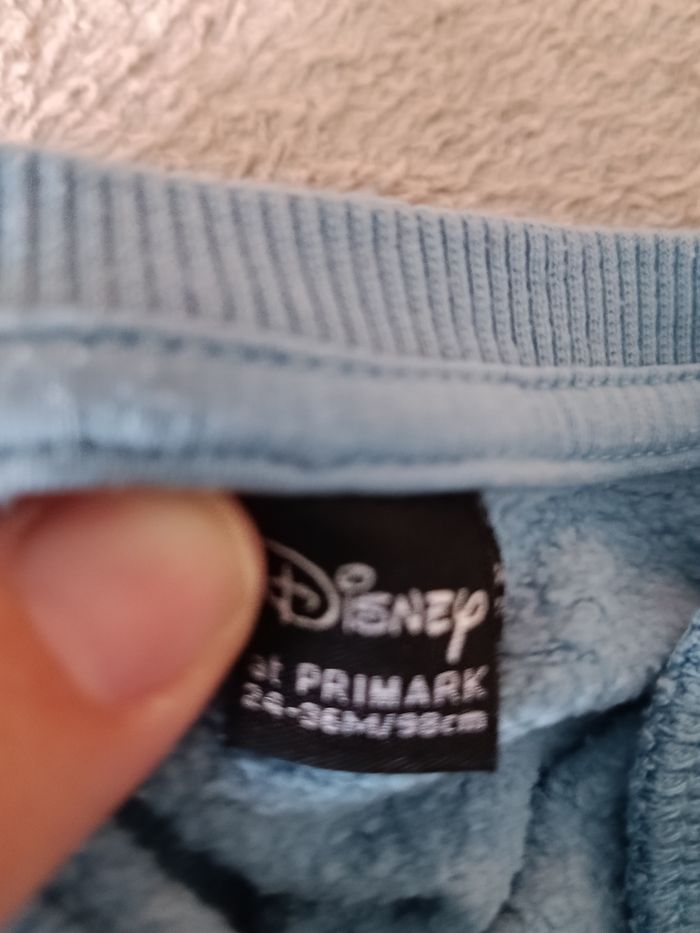 Disney
at PRIMARK
24-36M/98cm